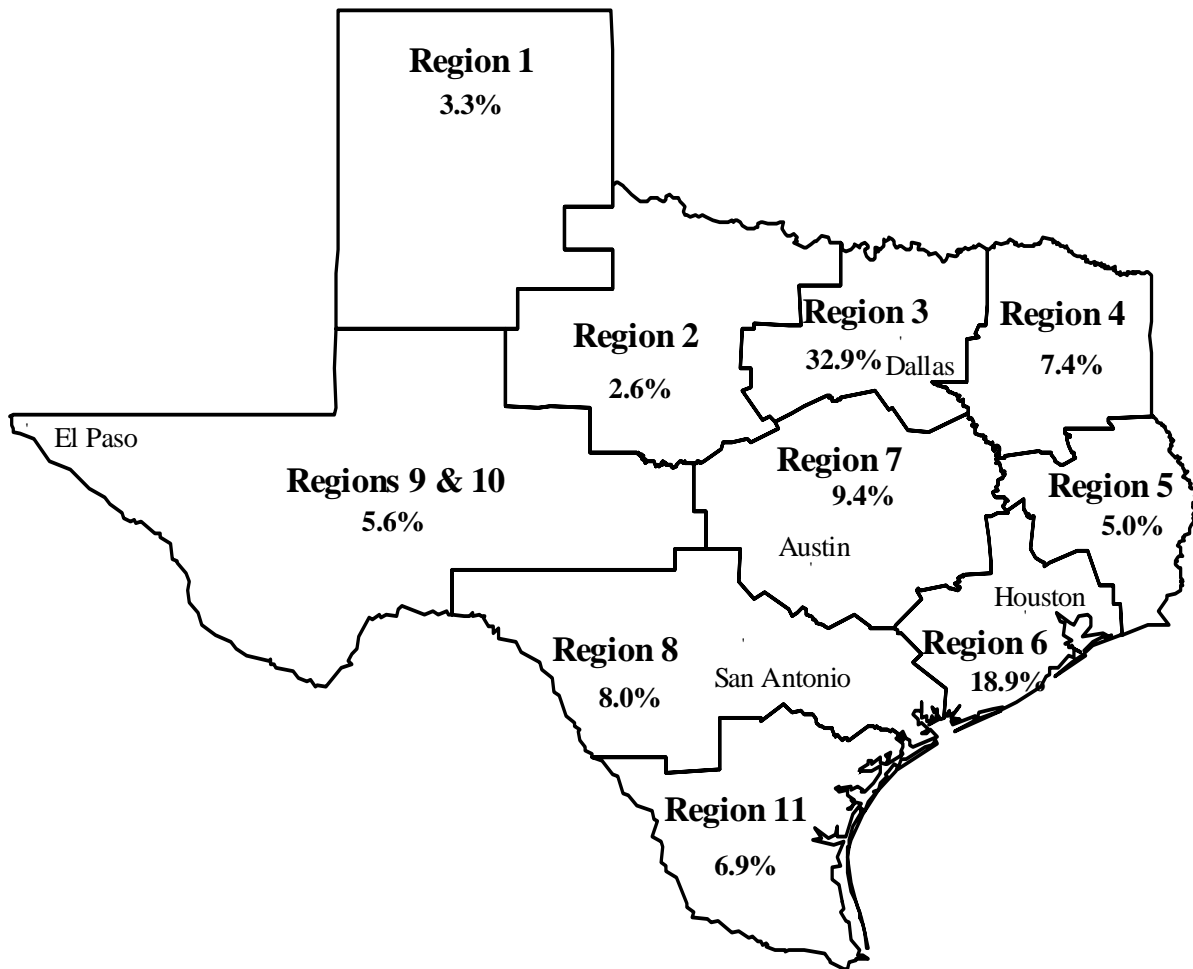 Region 1
3.3%
Region 2
2.6%
Region 3
32.9%
Dallas
Region 4
7.4%
El Paso
Regions 9 & 10
5.6%
Region 7
9.4%
Austin
Region 5
5.0%
Houston
Region 6
18.9%
Region 8
8.0%
San Antonio
Region 11
6.9%